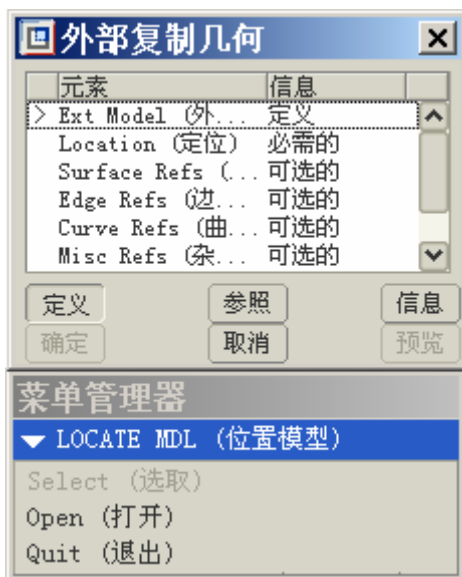 外部复制几何
元素 信息
> Ext Model (外... 定义
Location (定位) 必需的
Surface Refs (... 可选的
Edge Refs (边... 可选的
Curve Refs (曲... 可选的
Misc Refs (杂... 可选的
定义 参照 信息
确定 取消 预览
菜单管理器
LOCATE MDL (位置模型)
Select (选取)
Open (打开)
Quit (退出)